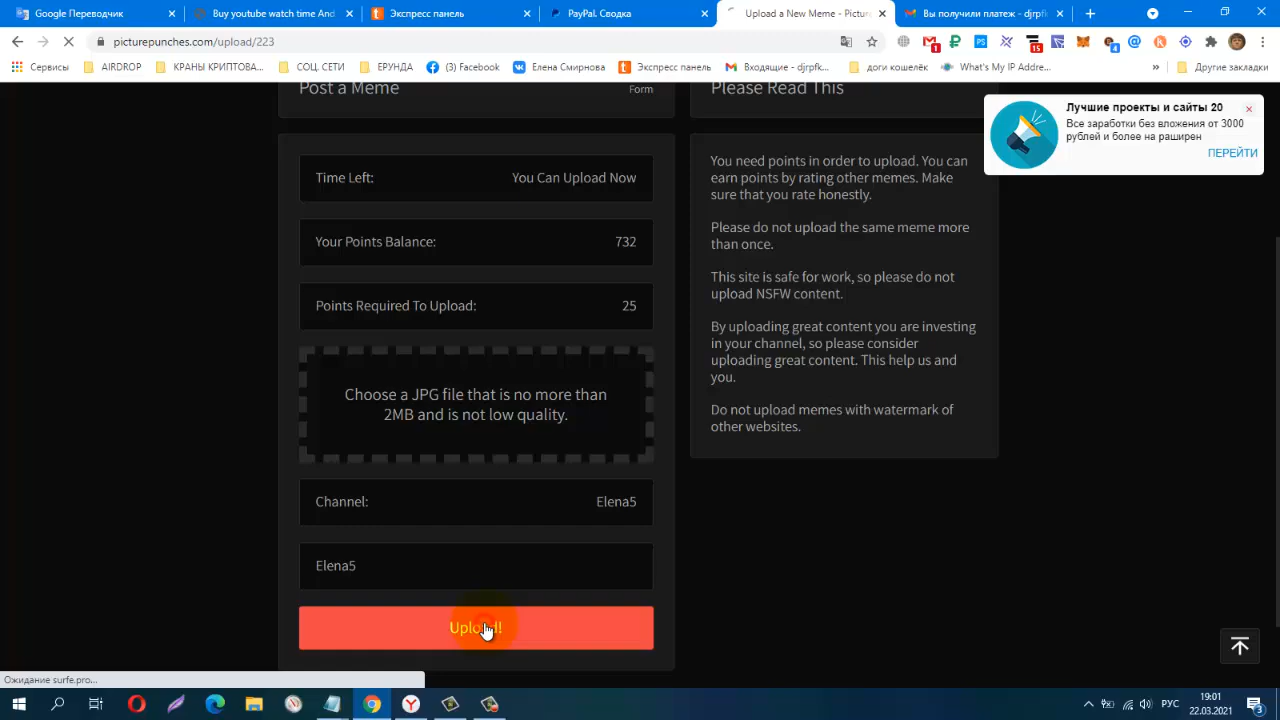 Google Переводчик
Buy youtube watch time And
Экспресс панель
PayPal. Сводка
Upload a New Meme - Picture
Вы получили платеж - djrpfk
picturepunches.com/upload/223
Сервисы
AIRDROP
КРАНЫ КРИПТОВА...
СОЦ. СЕТИ
ЕРУНДА
(3) Facebook
Елена Смирнова
Экспресс панель
Входящие - djrpfk...
доги кошелёк
What's My IP Addre...
Другие закладки
Post a Meme
Form
Please Read This
Лучшие проекты и сайты 20
Все заработки без вложения от 3000
рублей и более на раширен
ПЕРЕЙТИ
Time Left:
You Can Upload Now
Your Points Balance:
732
Points Required To Upload:
25
Choose a JPG file that is no more than
2MB and is not low quality.
Channel:
Elena5
Elena5
Upload!
You need points in order to upload. You can
earn points by rating other memes. Make
sure that you rate honestly.
Please do not upload the same meme more
than once.
This site is safe for work, so please do not
upload NSFW content.
By uploading great content you are investing
in your channel, so please consider
uploading great content. This help us and
you.
Do not upload memes with watermark of
other websites.
Ожидание surfe.pro...
РУС
19:01
22.03.2021